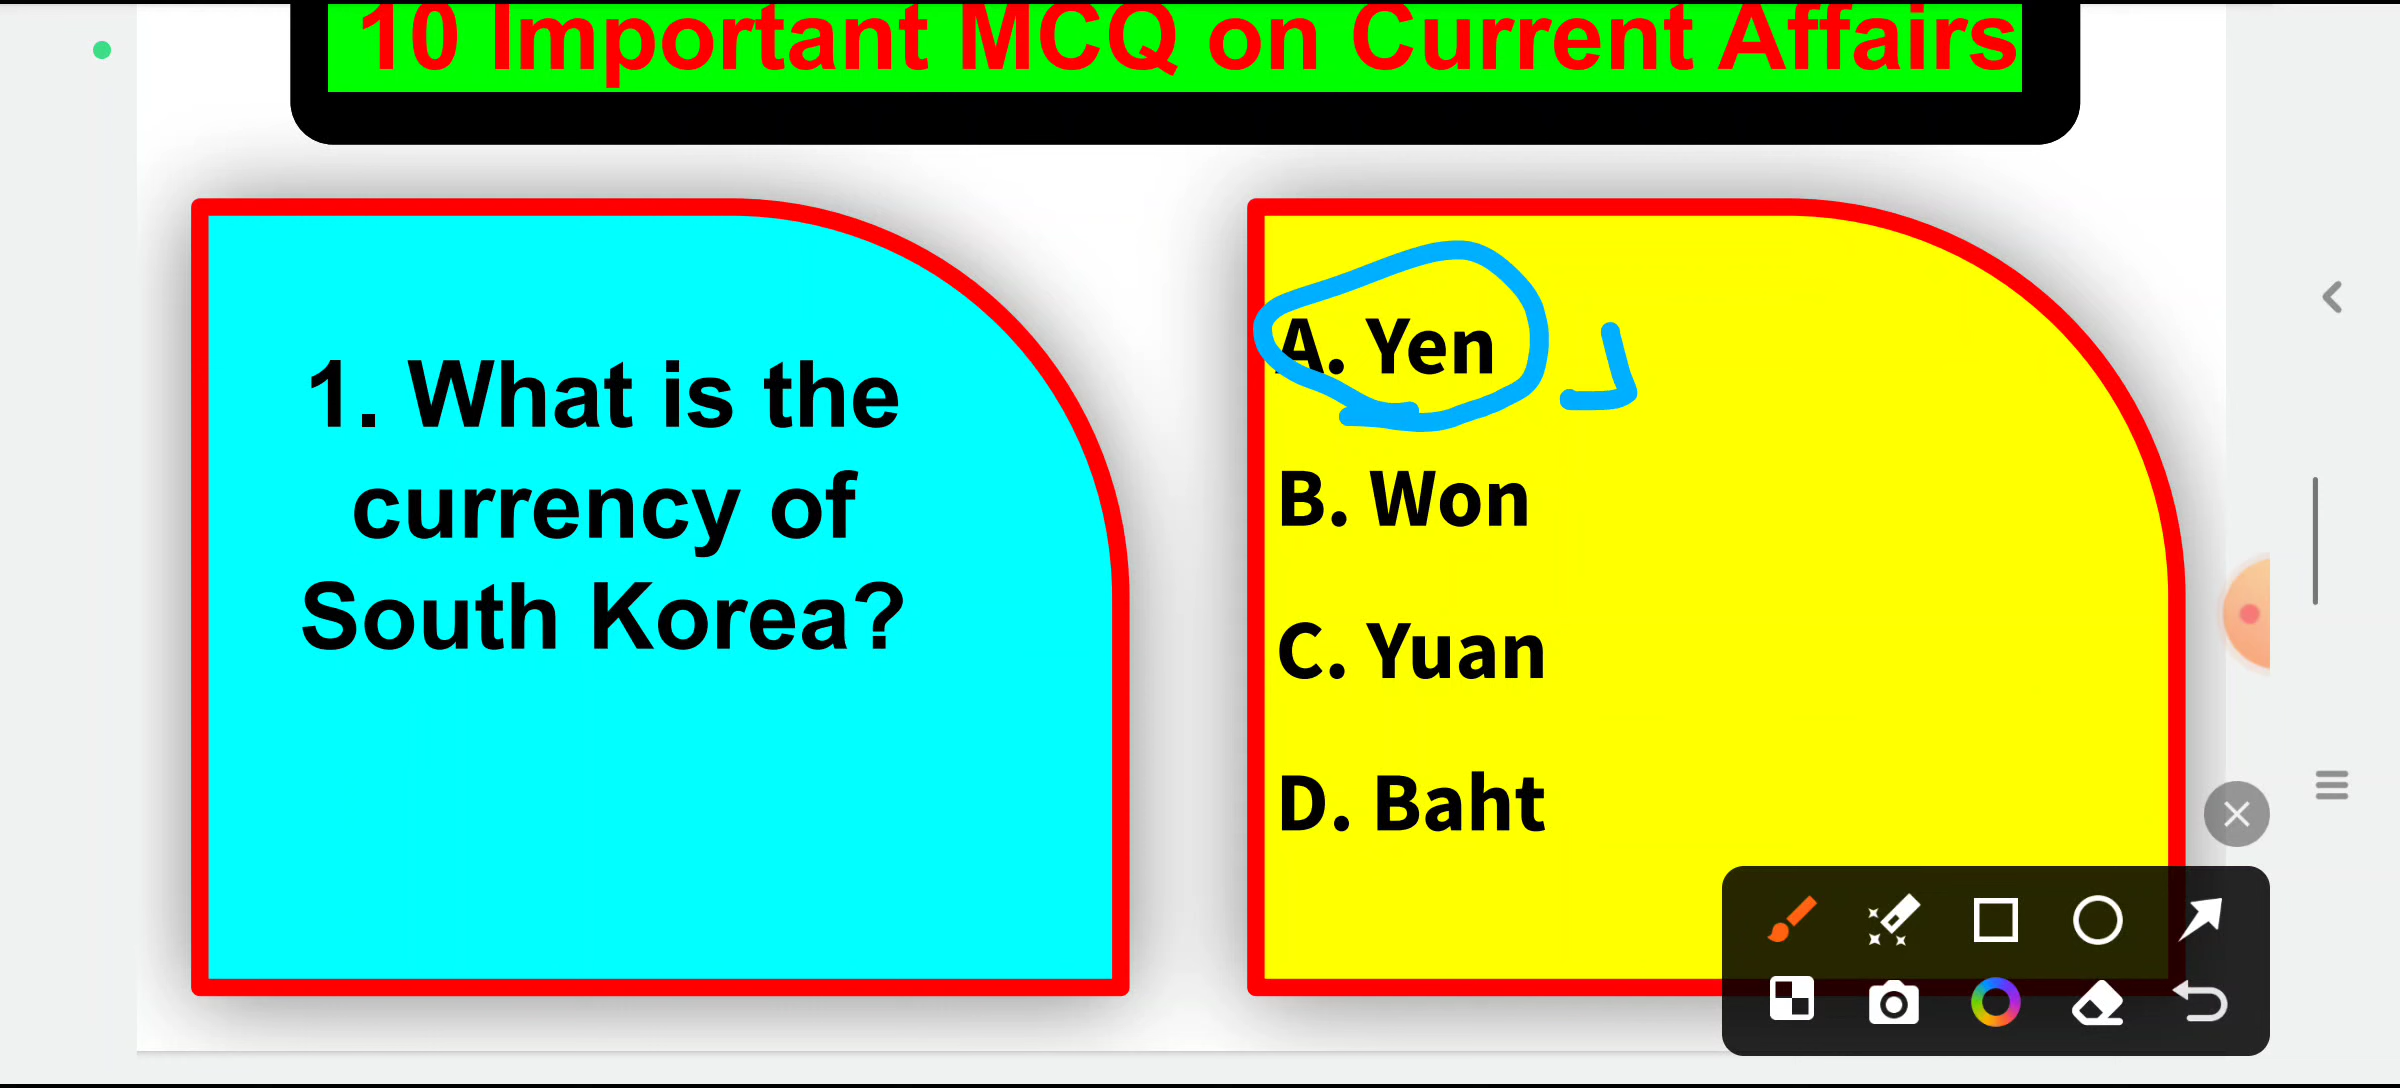 10 Important MCQ on Current Affairs
1. What is the
currency of
South Korea?
A. Yen
B. Won
C. Yuan
D. Baht